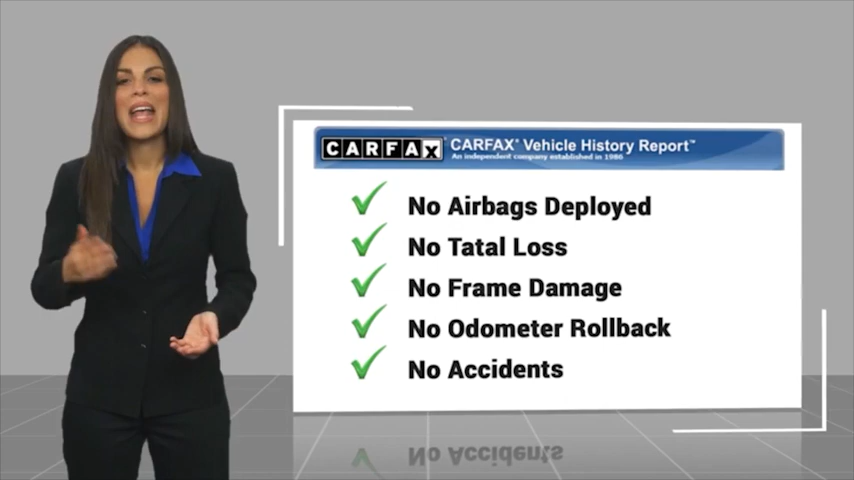 CARFAX CARFAX® Vehicle History Report™
An independent company established in 1986
No Airbags Deployed
No Tatal Loss
No Frame Damage
No Odometer Rollback
No Accidents
No Accidents